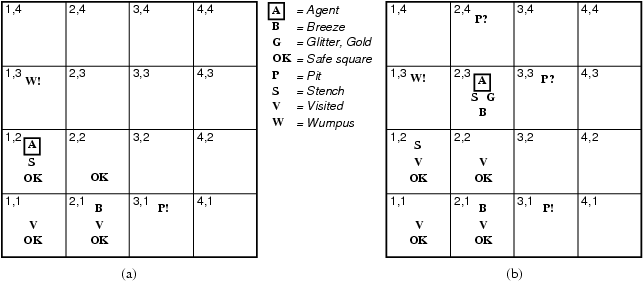 1,4 2,4 3,4 4,4
1,3 W! 2,3 3,3 4,3
1,2 A S OK 2,2 OK 3,2 4,2
1,1 V OK 2,1 B V OK 3,1 P! 4,1
(a)
A = Agent
B = Breeze
G = Glitter, Gold
OK = Safe square
P = Pit
S = Stench
V = Visited
W = Wumpus
1,4 2,4 P? 3,4 4,4
1,3 W! 2,3 A S G B 3,3 P? 4,3
1,2 S V OK 2,2 V OK 3,2 4,2
1,1 V OK 2,1 B V OK 3,1 P! 4,1
(b)